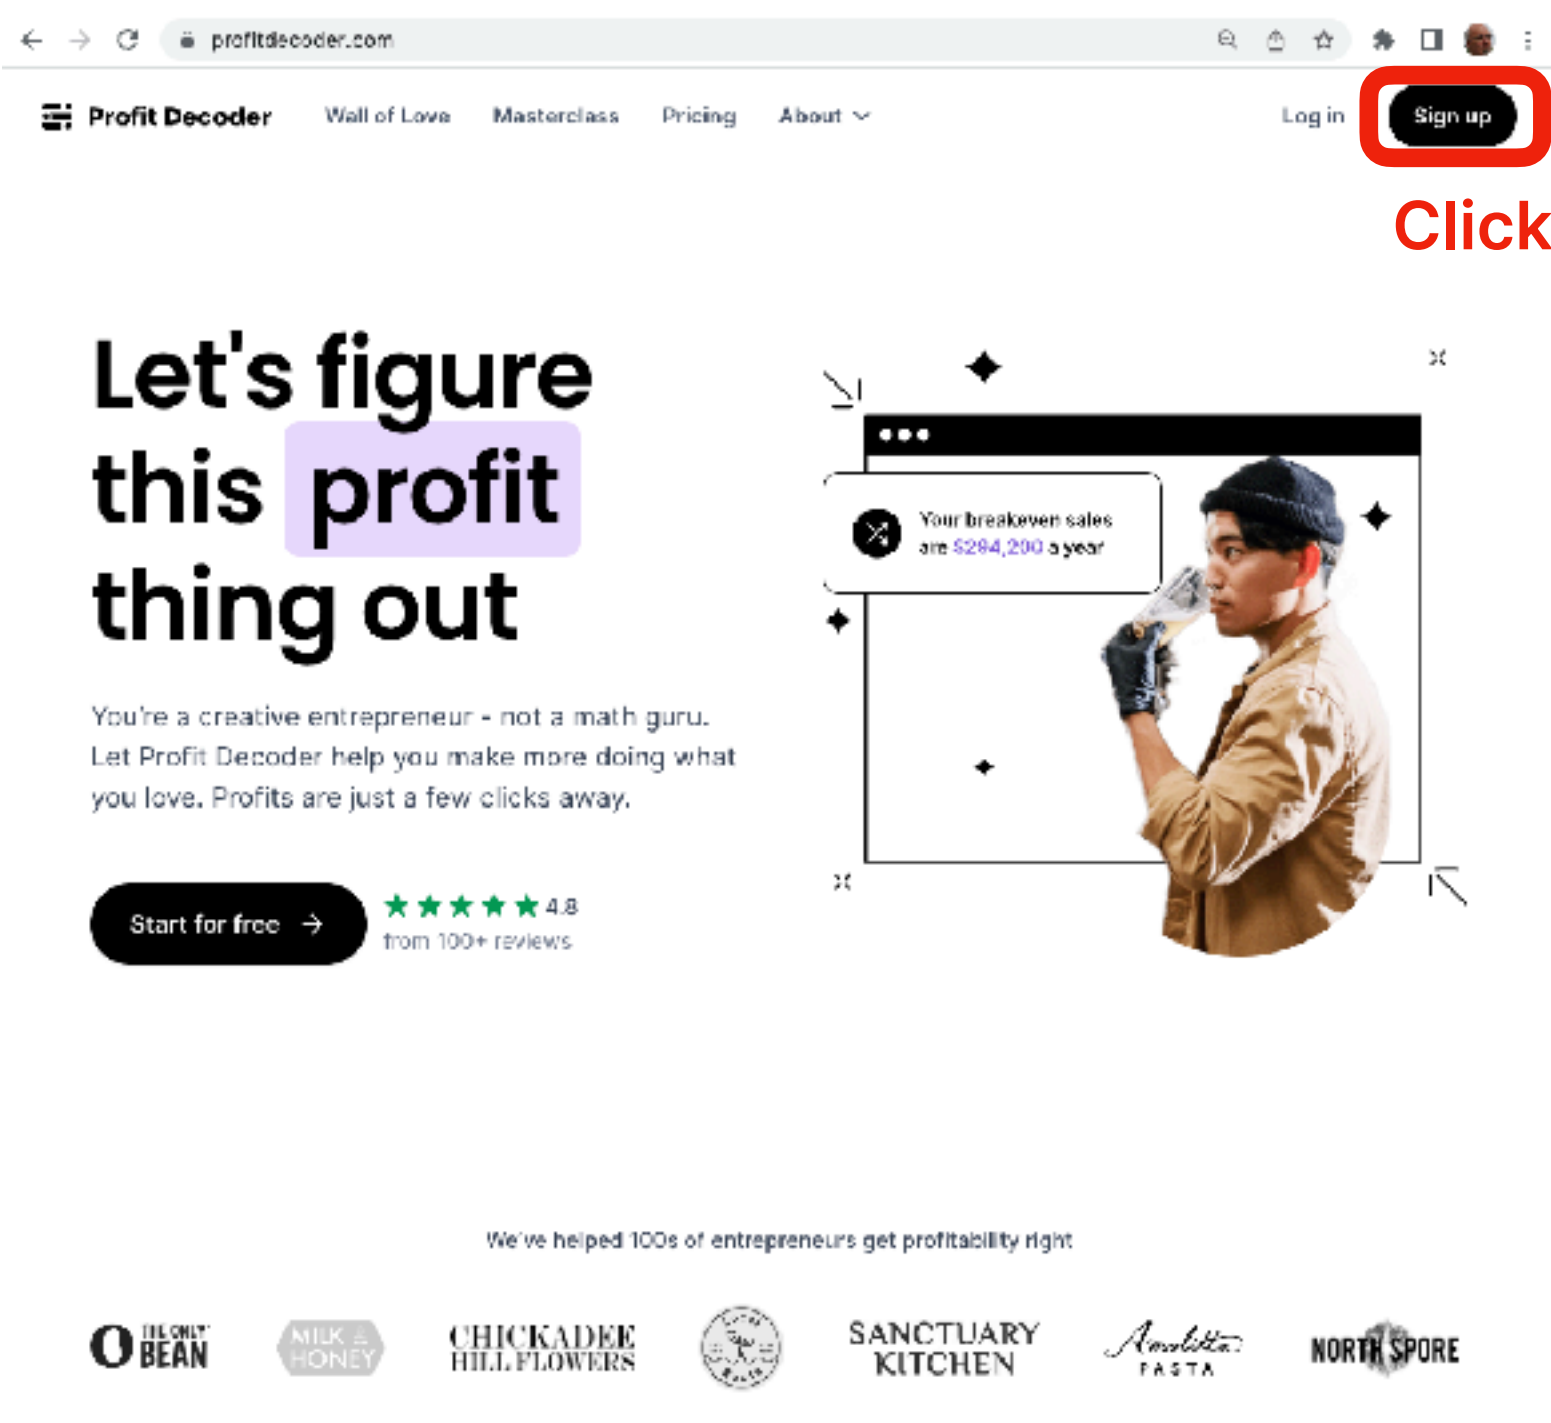 profitdecoder.com
Profit Decoder Wall of Love Masterclass Pricing About Log in Sign up
Click
Let's figure
this profit
thing out
Your breakeven sales
are $294,200 a year
You're a creative entrepreneur - not a math guru.
Let Profit Decoder help you make more doing what
you love. Profits are just a few clicks away.
Start for free
4.8
from 100+ reviews
We've helped 100s of entrepreneurs get profitability right
THE ONLY
BEAN
MILK &
HONEY
CHICKADEE
HILL FLOWERS
SANCTUARY
KITCHEN
PASTA
NORTH SPORE